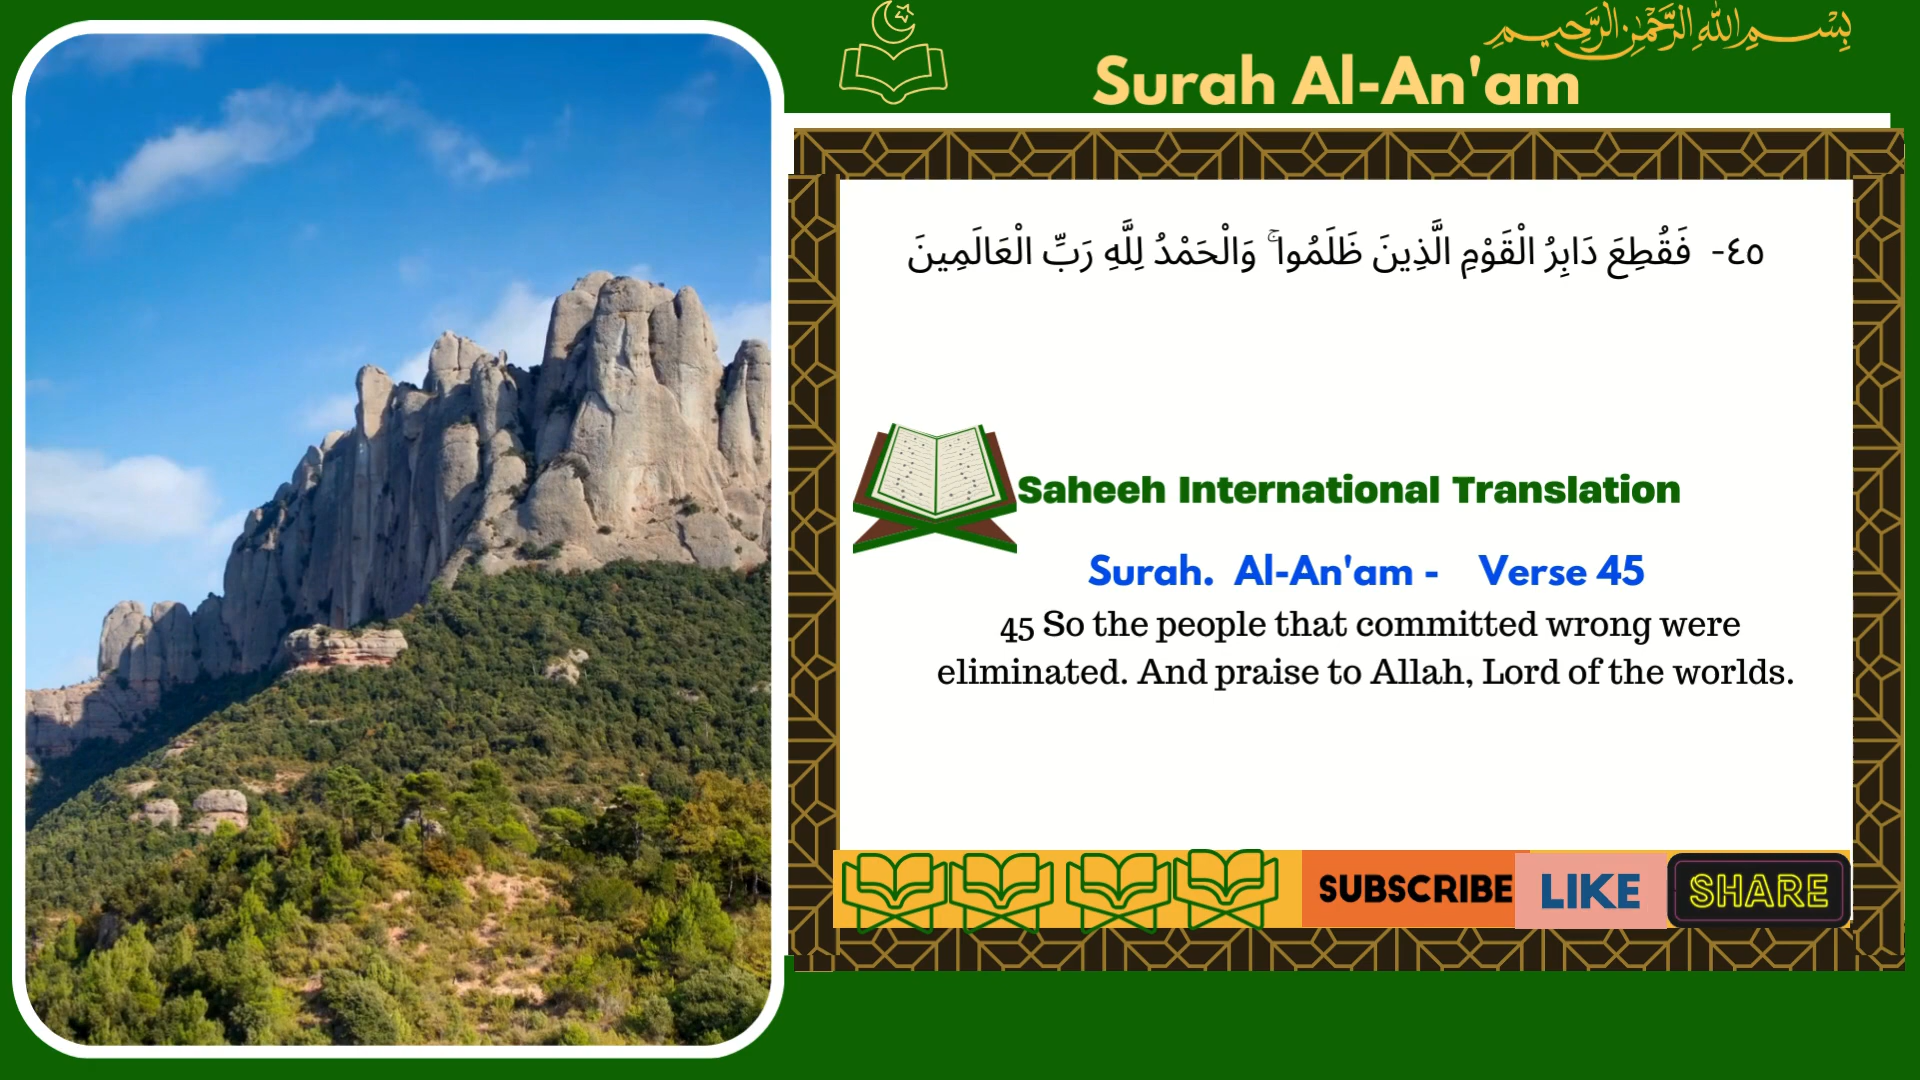 بِسْمِ اللهِ الرَّحْمٰنِ الرَّحِيمِ
Surah Al-An'am
٤٥- فَقُطِعَ دَابِرُ الْقَوْمِ الَّذِينَ ظَلَمُوا ۚ وَالْحَمْدُ لِلَّهِ رَبِّ الْعَالَمِينَ
Saheeh International Translation
Surah. Al-An'am - Verse 45
45 So the people that committed wrong were
eliminated. And praise to Allah, Lord of the worlds.
SUBSCRIBE LIKE SHARE